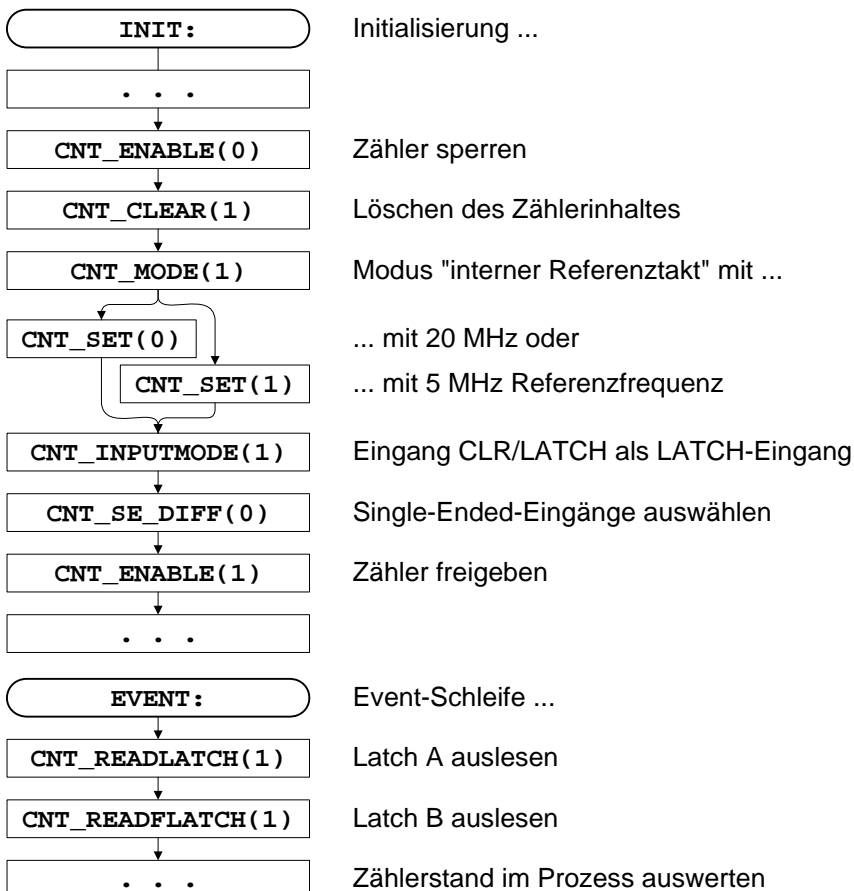 INIT: Initialisierung ...
. . .
CNT_ENABLE(0) Zähler sperren
CNT_CLEAR(1) Löschen des Zählerinhaltes
CNT_MODE(1) Modus "interner Referenztakt" mit ...
CNT_SET(0) ... mit 20 MHz oder
CNT_SET(1) ... mit 5 MHz Referenzfrequenz
CNT_INPUTMODE(1) Eingang CLR/LATCH als LATCH-Eingang
CNT_SE_DIFF(0) Single-Ended-Eingänge auswählen
CNT_ENABLE(1) Zähler freigeben
. . .
EVENT: Event-Schleife ...
CNT_READLATCH(1) Latch A auslesen
CNT_READFLATCH(1) Latch B auslesen
. . . Zählerstand im Prozess auswerten